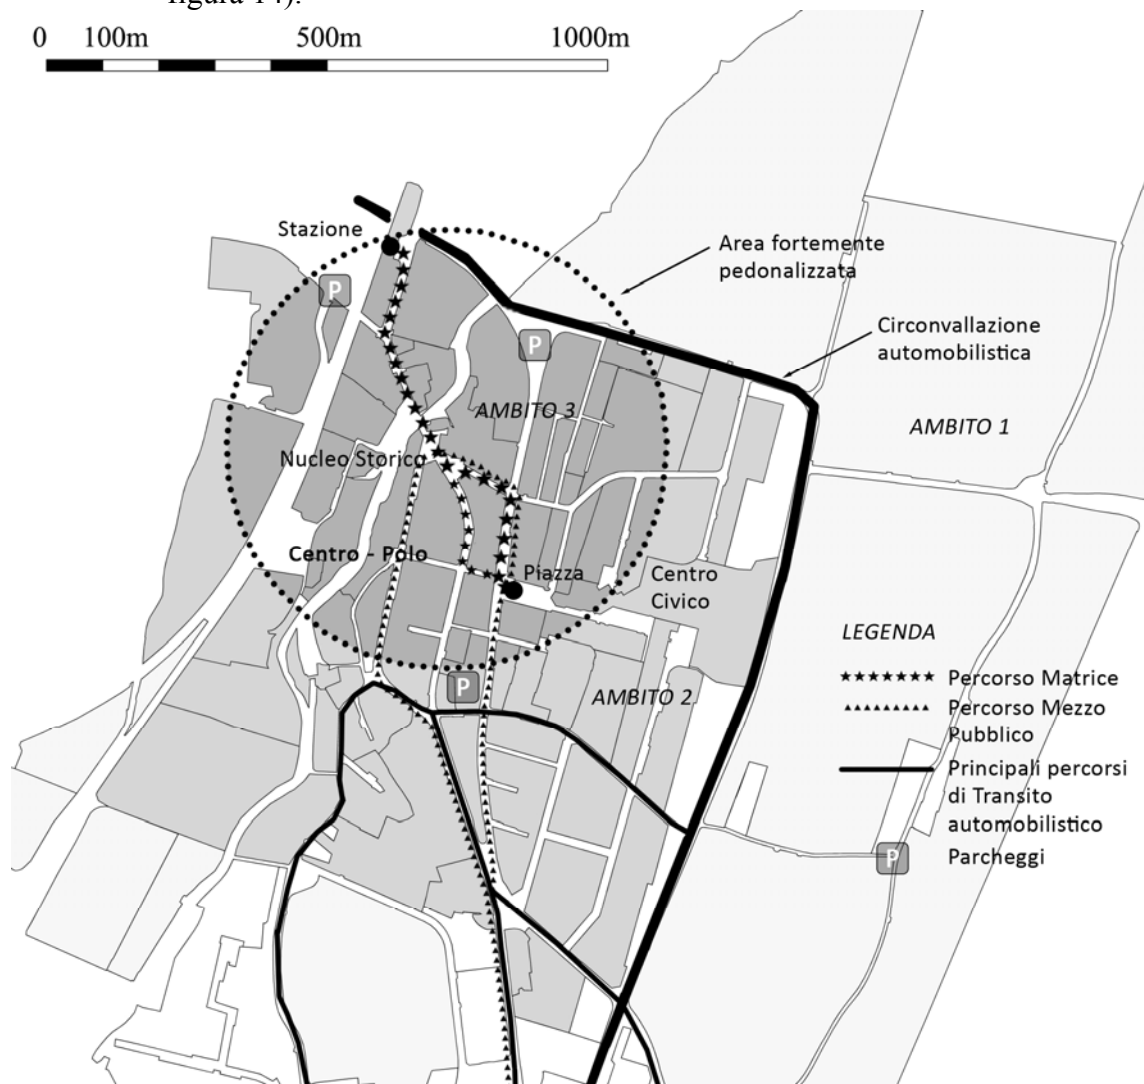 figura 14).
0 100m 500m 1000m
Stazione
Area fortemente
pedonalizzata
P
Circonvallazione
automobilistica
P
AMBITO 3
AMBITO 1
Nucleo Storico
Centro - Polo
Piazza
Centro
Civico
LEGENDA
Percorso Matrice
P
AMBITO 2
Percorso Mezzo
Pubblico
Principali percorsi
di Transito
automobilistico
P Parcheggi